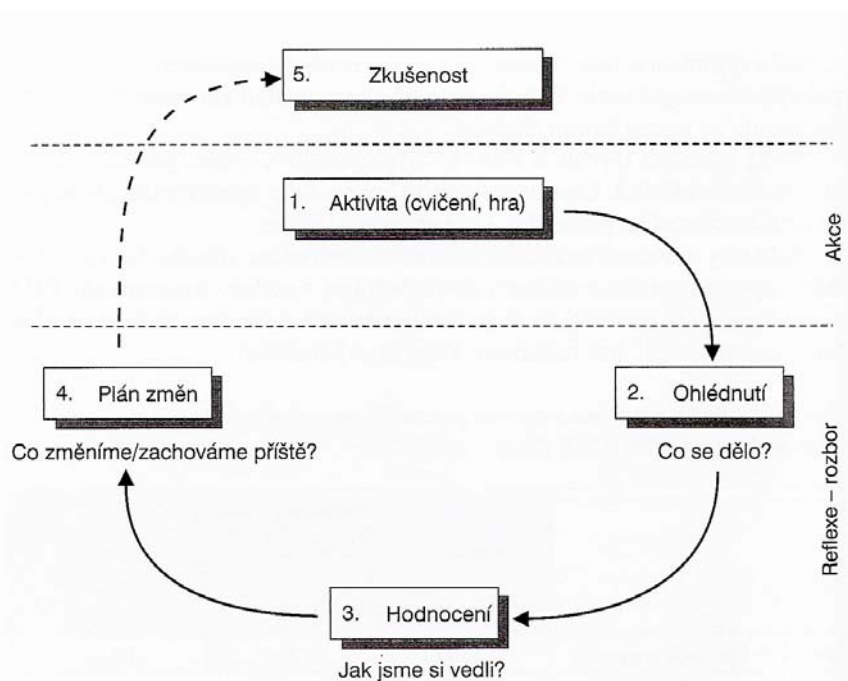 5. Zkušenost
1. Aktivita (cvičení, hra)
Akce
4. Plán změn
2. Ohlédnutí
Co změníme/zachováme příště?
Co se dělo?
Reflexe – rozbor
3. Hodnocení
Jak jsme si vedli?